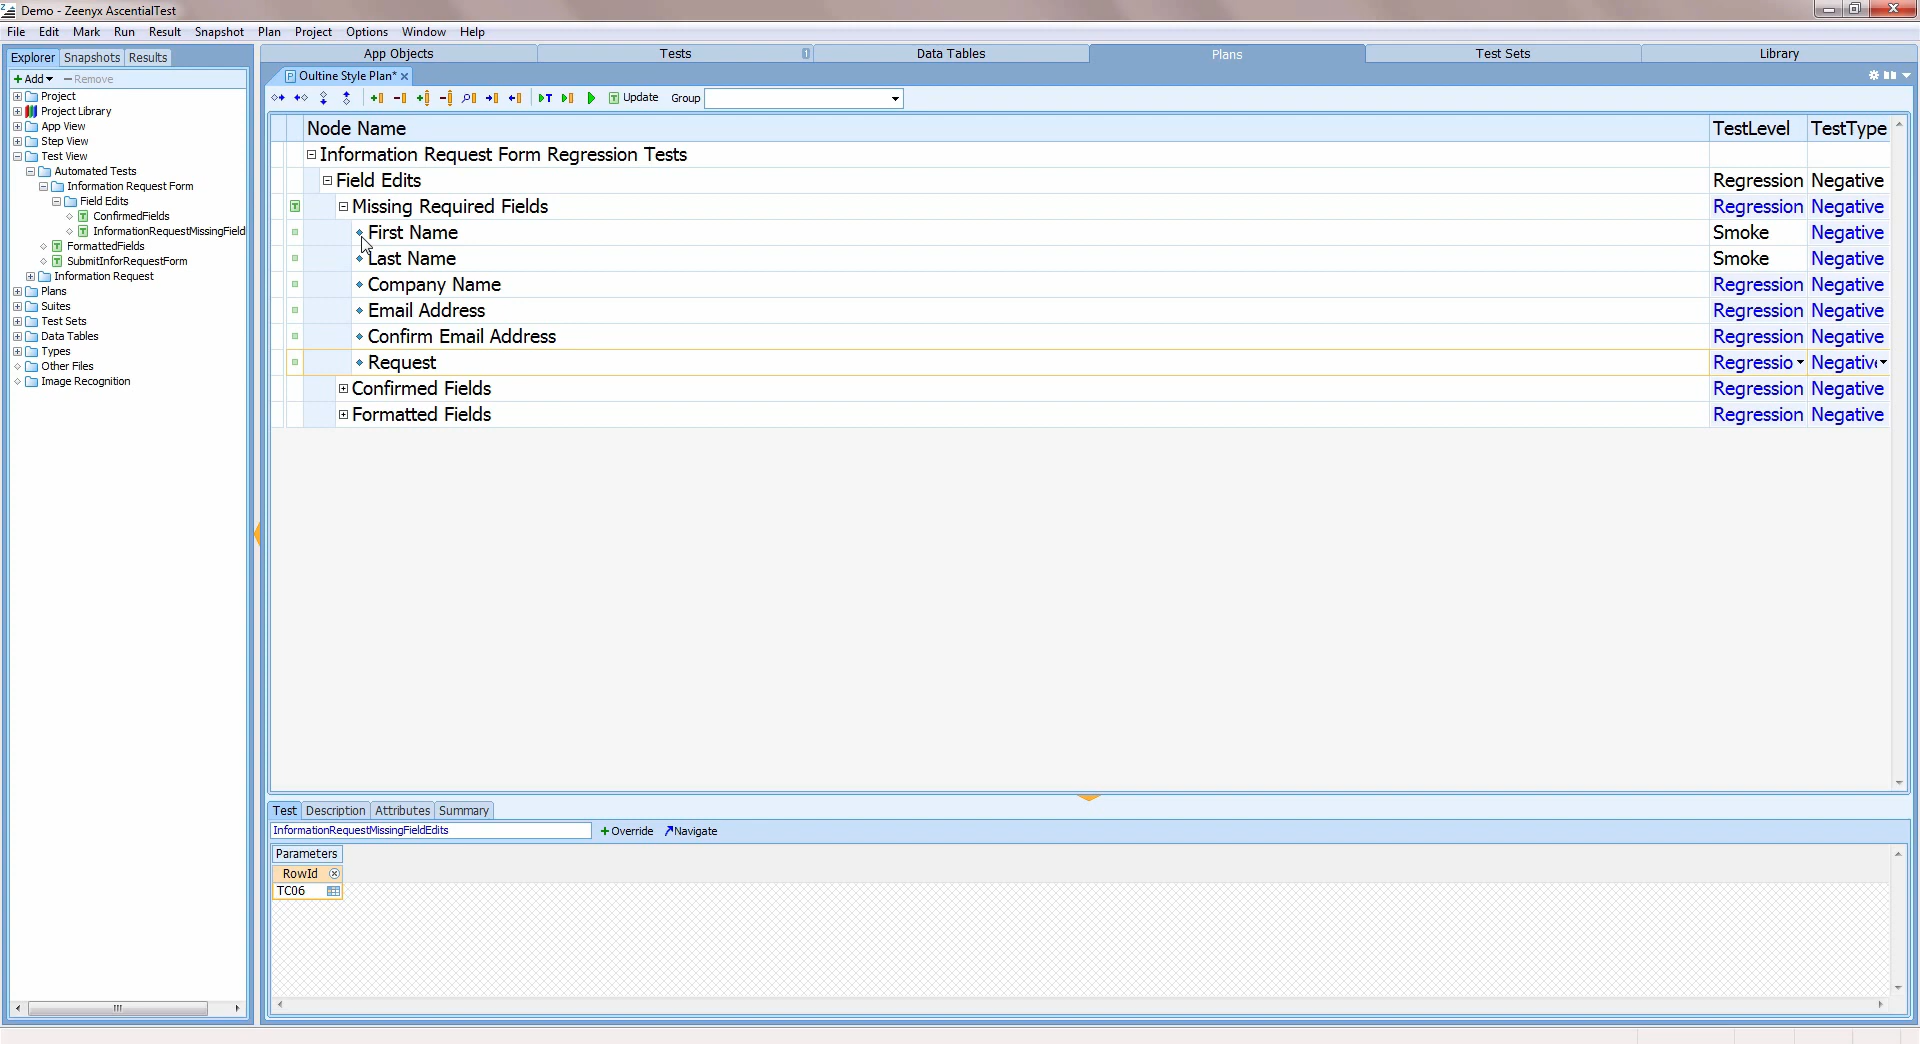 Demo - Zeenyx AscentialTest
File Edit Mark Run Result Snapshot Plan Project Options Window Help
Explorer Snapshots Results
App Objects Tests Data Tables Plans Test Sets Library
Oultine Style Plan*
Add Remove
Update Group
Project
Project Library
App View
Step View
Test View
Automated Tests
Information Request Form
Field Edits
ConfirmedFields
InformationRequestMissingField
FormattedFields
SubmitInforRequestForm
Information Request
Plans
Suites
Test Sets
Data Tables
Types
Other Files
Image Recognition
Node Name TestLevel TestType
Information Request Form Regression Tests
Field Edits Regression Negative
Missing Required Fields Regression Negative
First Name Smoke Negative
Last Name Smoke Negative
Company Name Regression Negative
Email Address Regression Negative
Confirm Email Address Regression Negative
Request Regressio Negativ
Confirmed Fields Regression Negative
Formatted Fields Regression Negative
Test Description Attributes Summary
InformationRequestMissingFieldEdits Override Navigate
Parameters
RowId
TC06